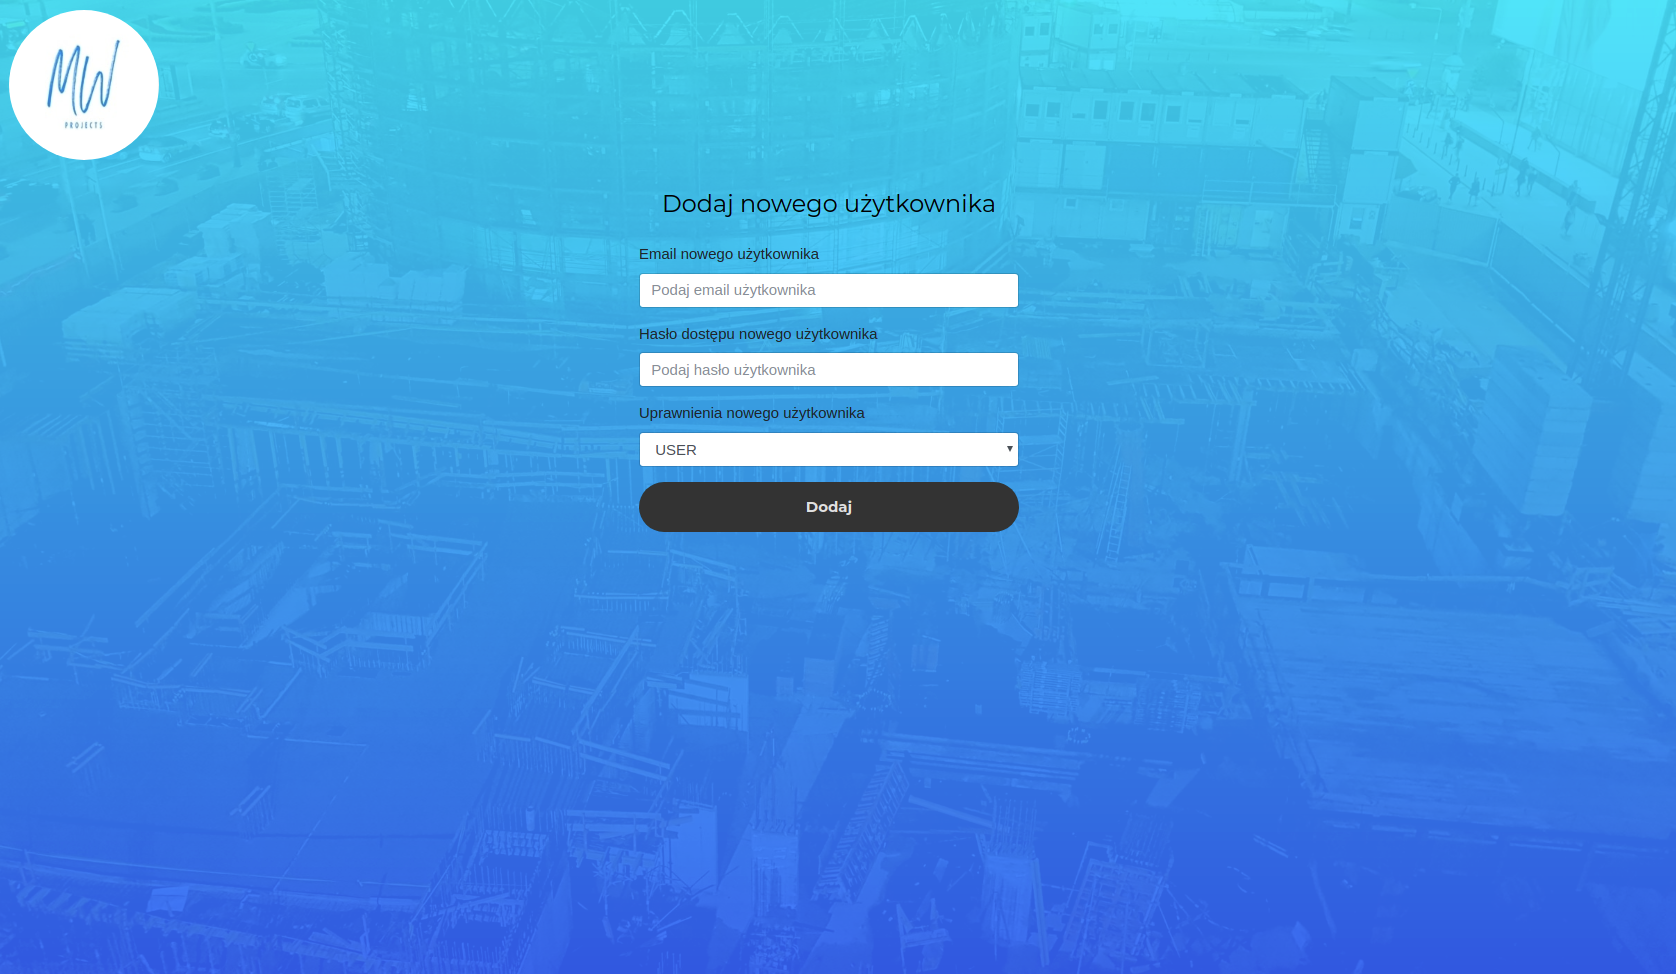 MW
PROJECTS
Dodaj nowego użytkownika
Email nowego użytkownika
Podaj email użytkownika
Hasło dostępu nowego użytkownika
Podaj hasło użytkownika
Uprawnienia nowego użytkownika
USER
Dodaj